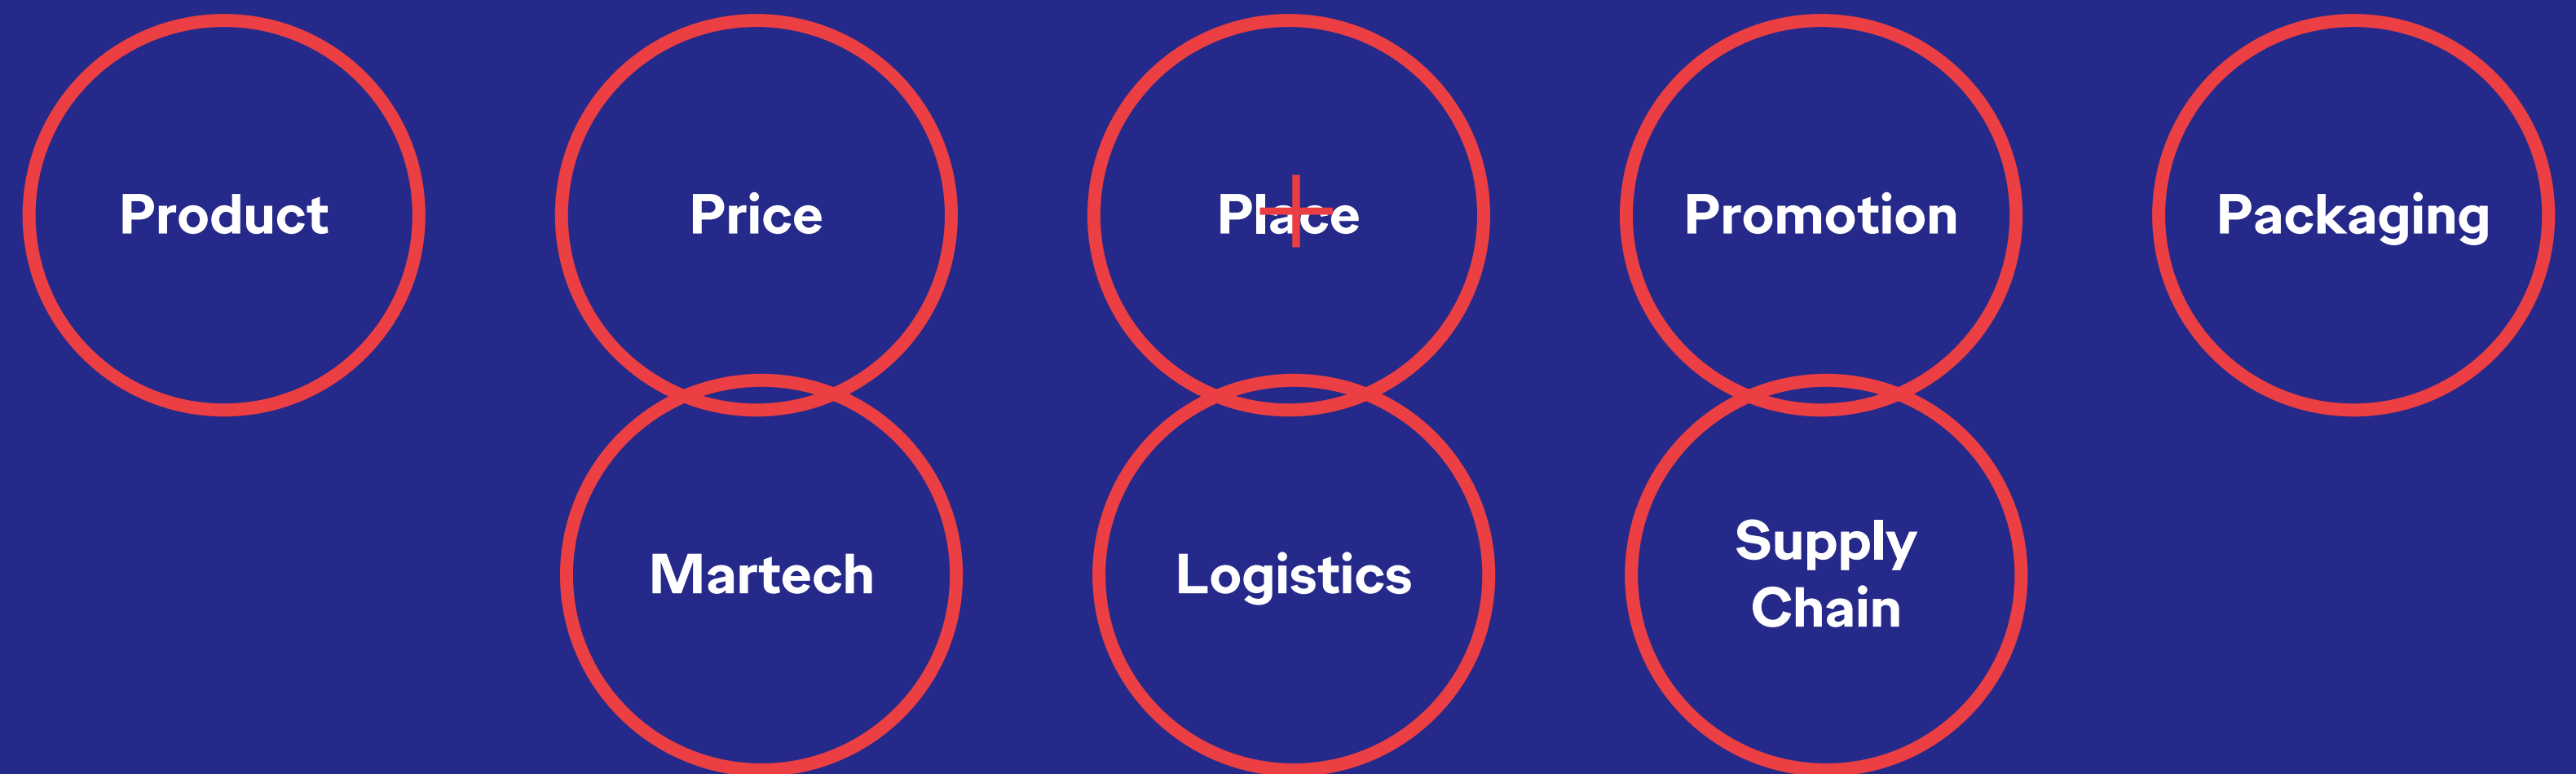 Product
Price
Place
Promotion
Packaging
Martech
Logistics
Supply
Chain